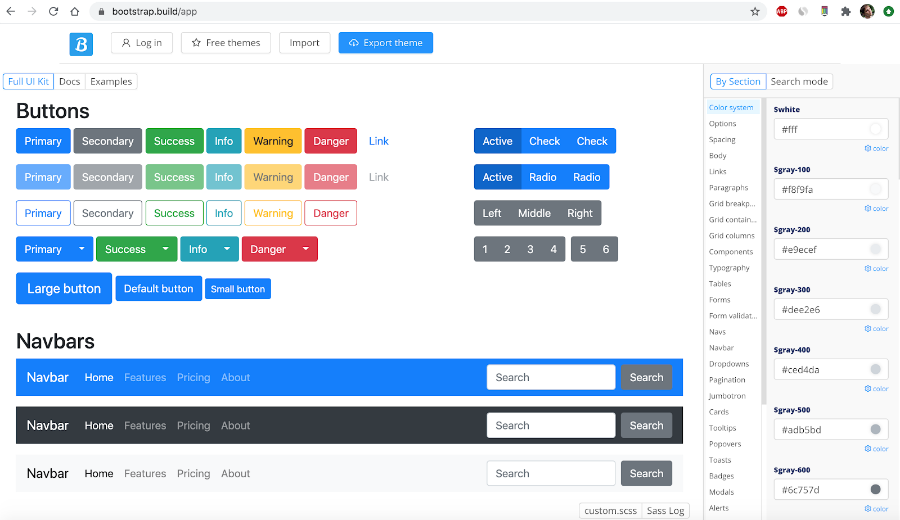 bootstrap.build/app
ABP
B
Log in
Free themes
Import
Export theme
Full UI Kit Docs Examples
Buttons
Primary Secondary Success Info Warning Danger Link
Primary Secondary Success Info Warning Danger Link
Primary Secondary Success Info Warning Danger
Primary Success Info Danger
Large button Default button Small button
Active Check Check
Active Radio Radio
Left Middle Right
1 2 3 4 5 6
Navbars
Navbar Home Features Pricing About Search Search
Navbar Home Features Pricing About Search Search
Navbar Home Features Pricing About Search Search
custom.scss Sass Log
By Section Search mode
Color system
Options
Spacing
Body
Links
Paragraphs
Grid breakp...
Grid contain...
Grid columns
Components
Typography
Tables
Forms
Form validat...
Navs
Navbar
Dropdowns
Pagination
Jumbotron
Cards
Tooltips
Popovers
Toasts
Badges
Modals
Alerts
$white
#fff
color
$gray-100
#f8f9fa
color
$gray-200
#e9ecef
color
$gray-300
#dee2e6
color
$gray-400
#ced4da
color
$gray-500
#adb5bd
color
$gray-600
#6c757d
color